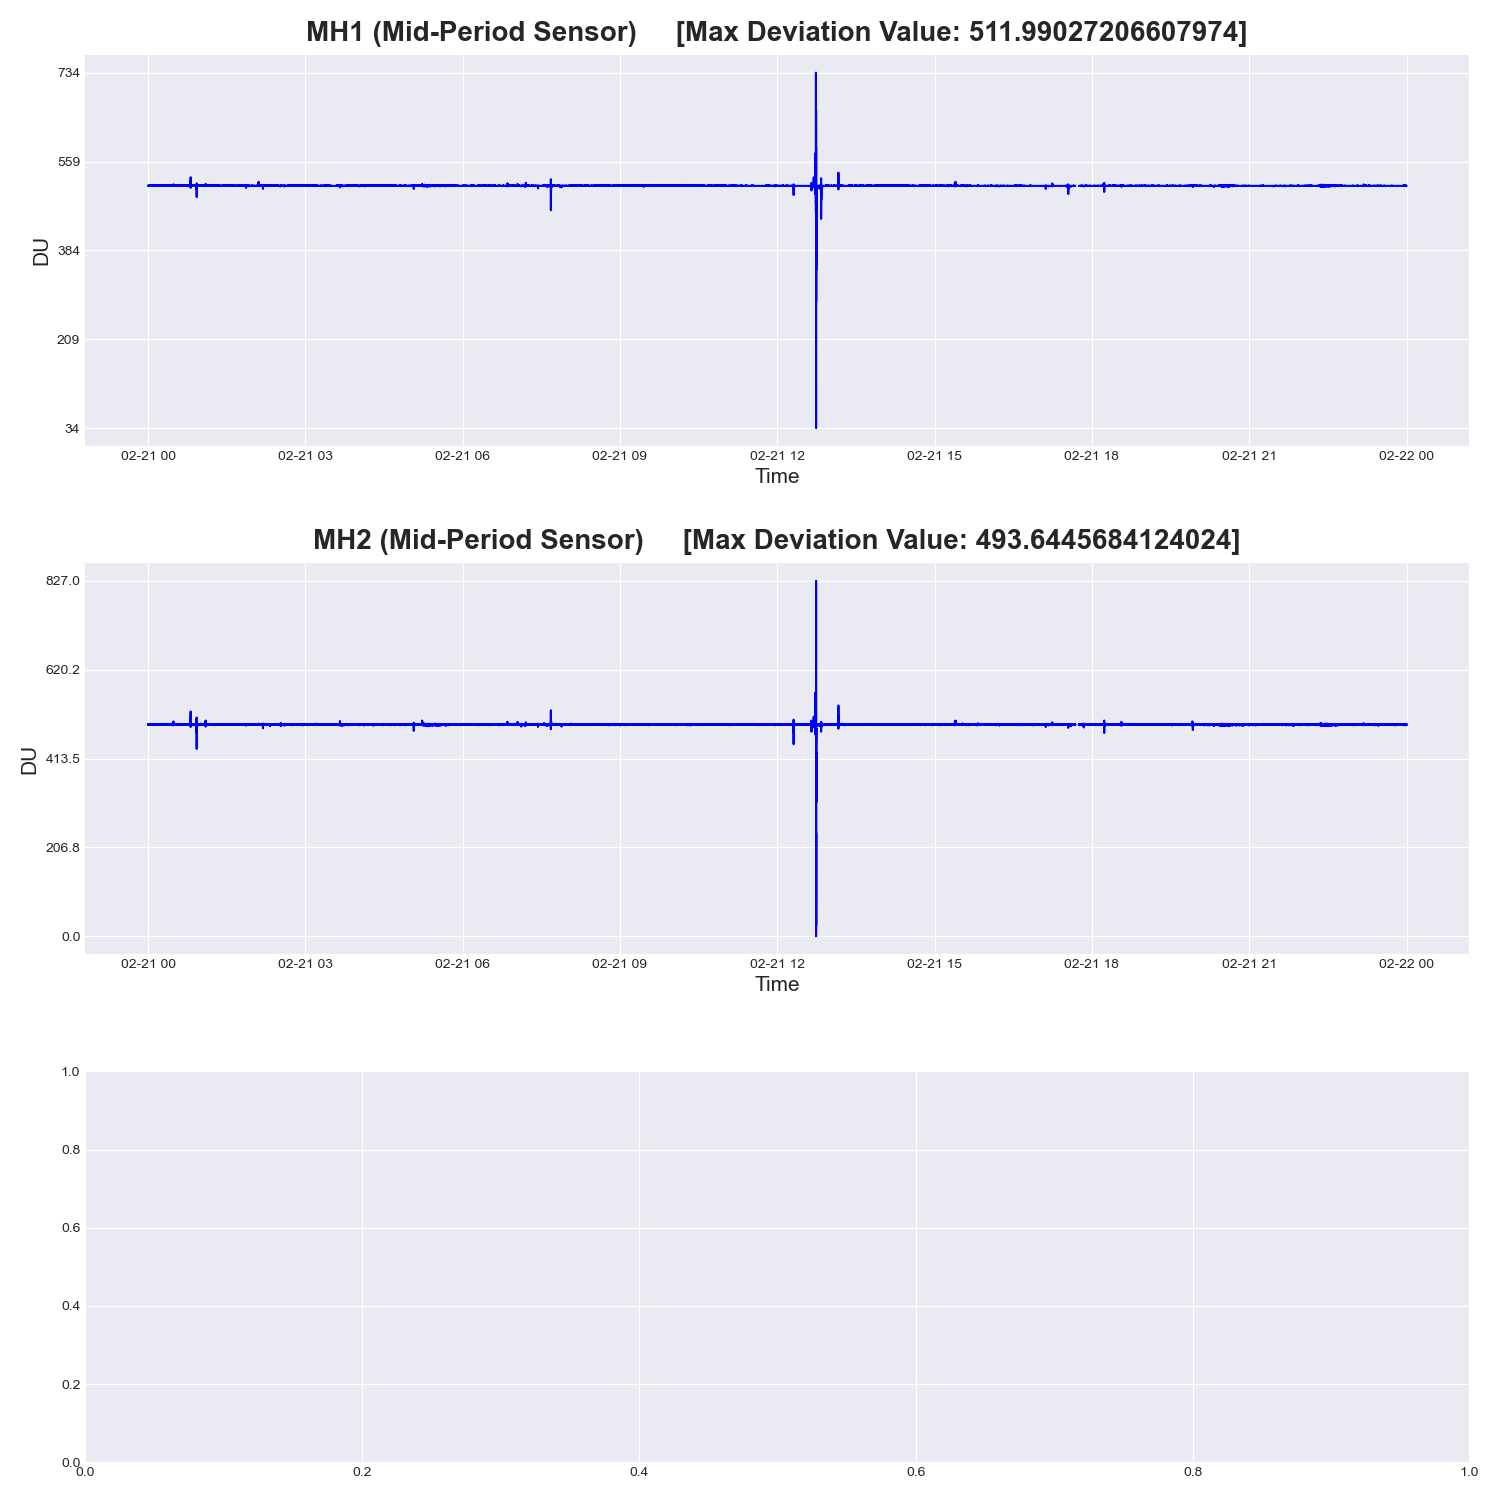 MH1 (Mid-Period Sensor) [Max Deviation Value: 511.99027206607974]
734
559
384
209
34
DU
02-21 00 02-21 03 02-21 06 02-21 09 02-21 12 02-21 15 02-21 18 02-21 21 02-22 00
Time
MH2 (Mid-Period Sensor) [Max Deviation Value: 493.6445684124024]
827.0
620.2
413.5
206.8
0.0
DU
02-21 00 02-21 03 02-21 06 02-21 09 02-21 12 02-21 15 02-21 18 02-21 21 02-22 00
Time
1.0
0.8
0.6
0.4
0.2
0.0
0.0 0.2 0.4 0.6 0.8 1.0